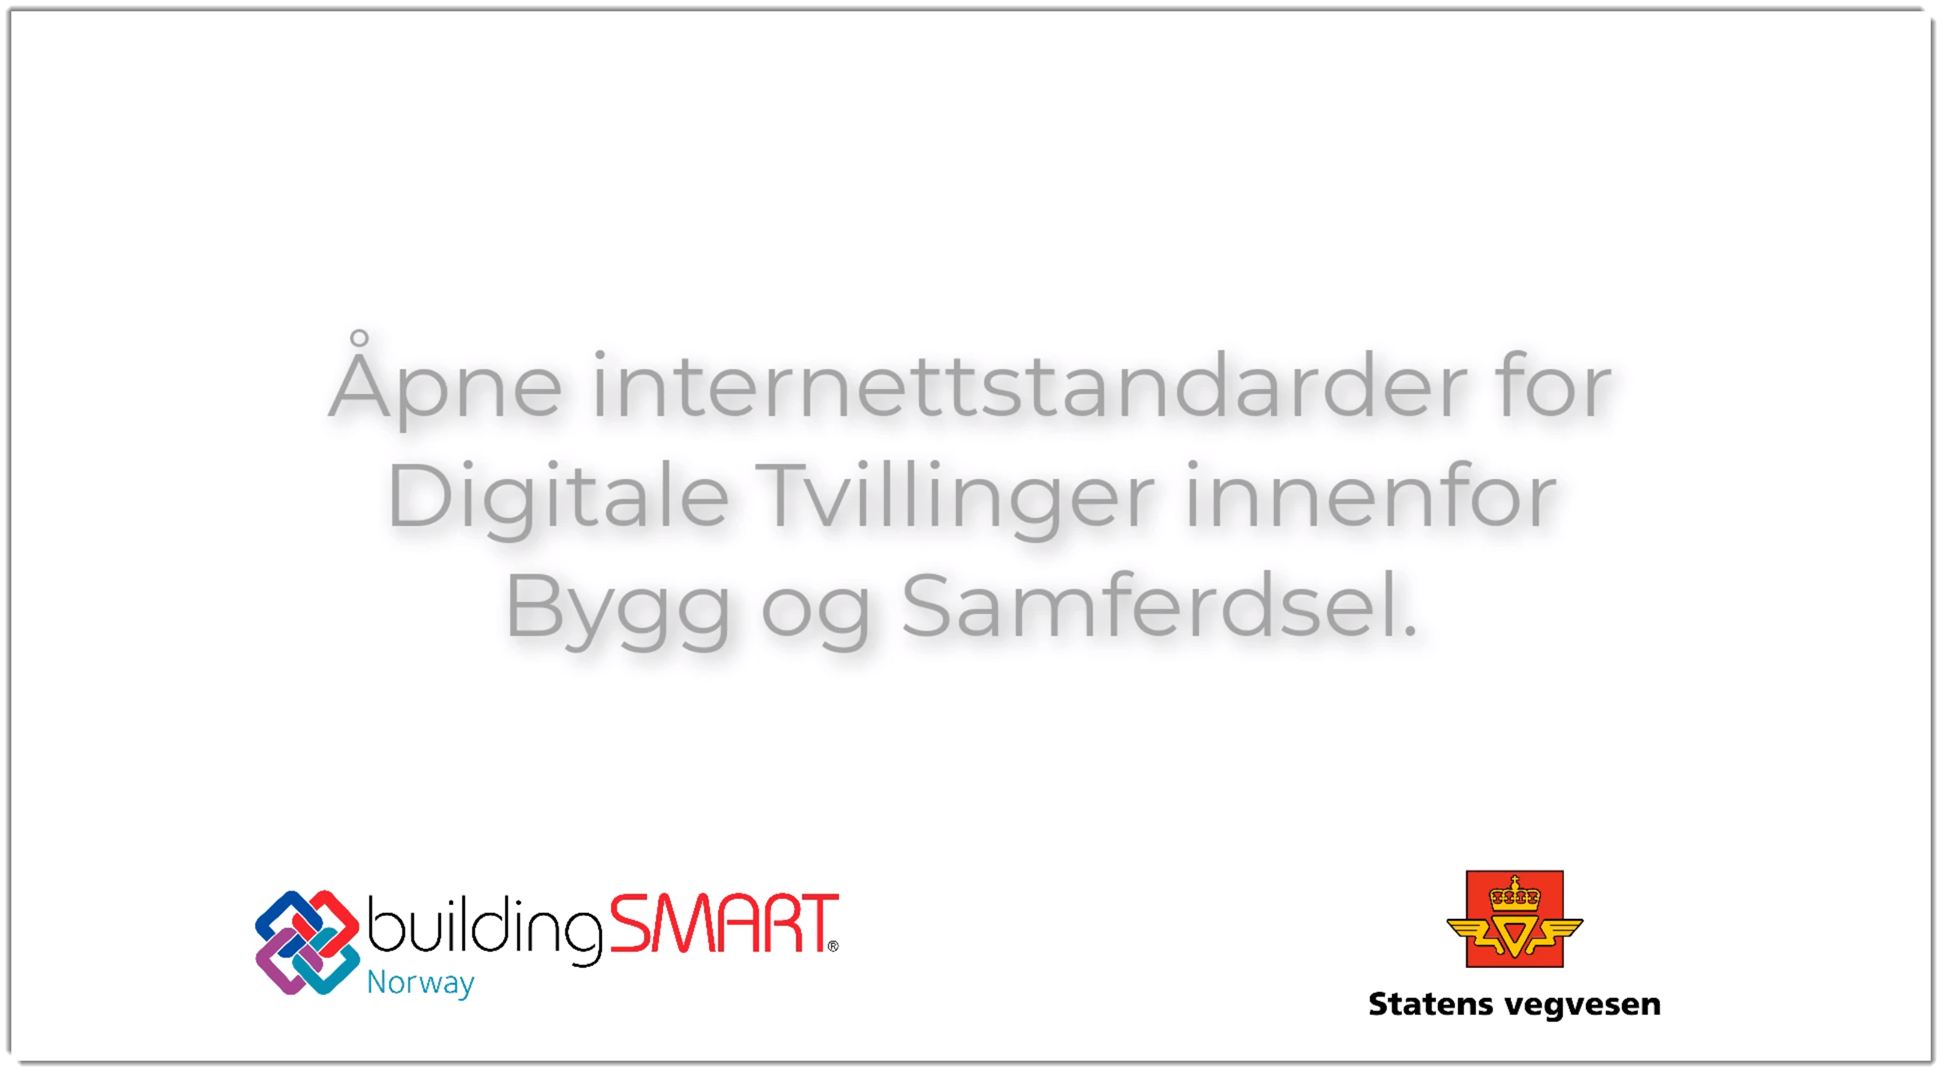 Åpne internettstandarder for
Digitale Tvillinger innenfor
Bygg og Samferdsel.
buildingSMART®
Norway
Statens vegvesen